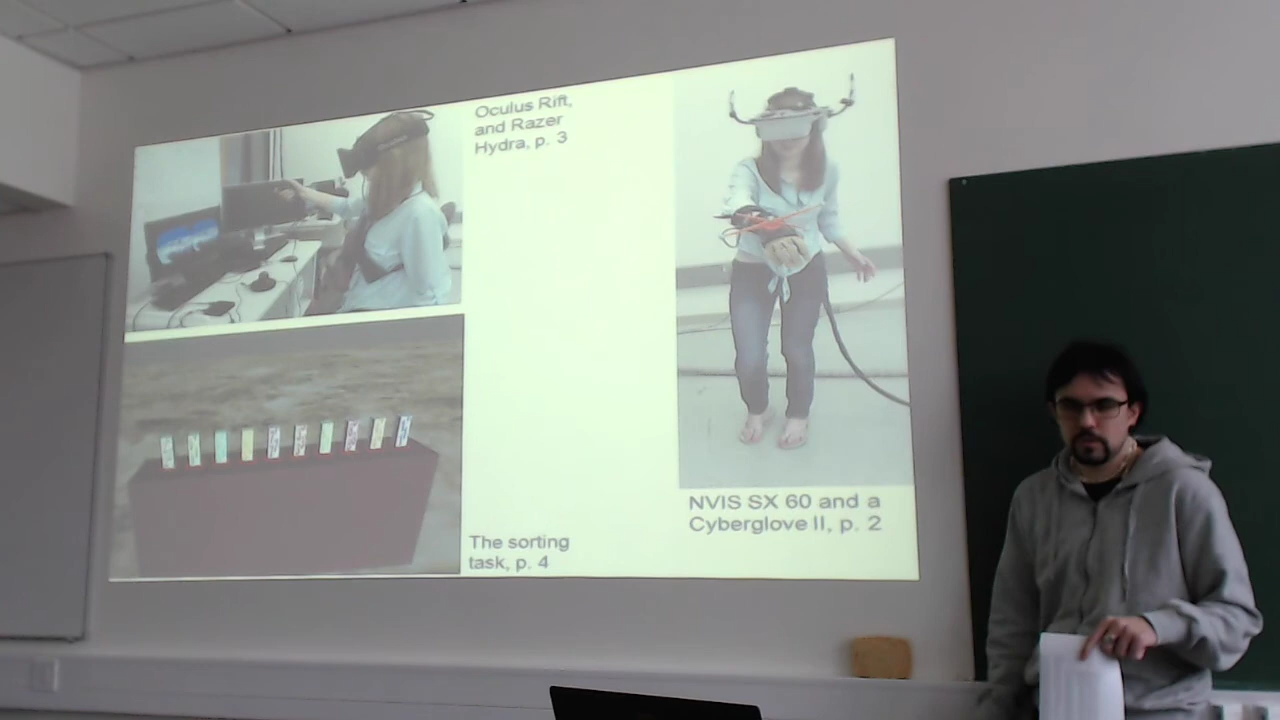 Oculus Rift,
and Razer
Hydra, p. 3
NVIS SX 60 and a
Cyberglove II, p. 2
The sorting
task, p. 4